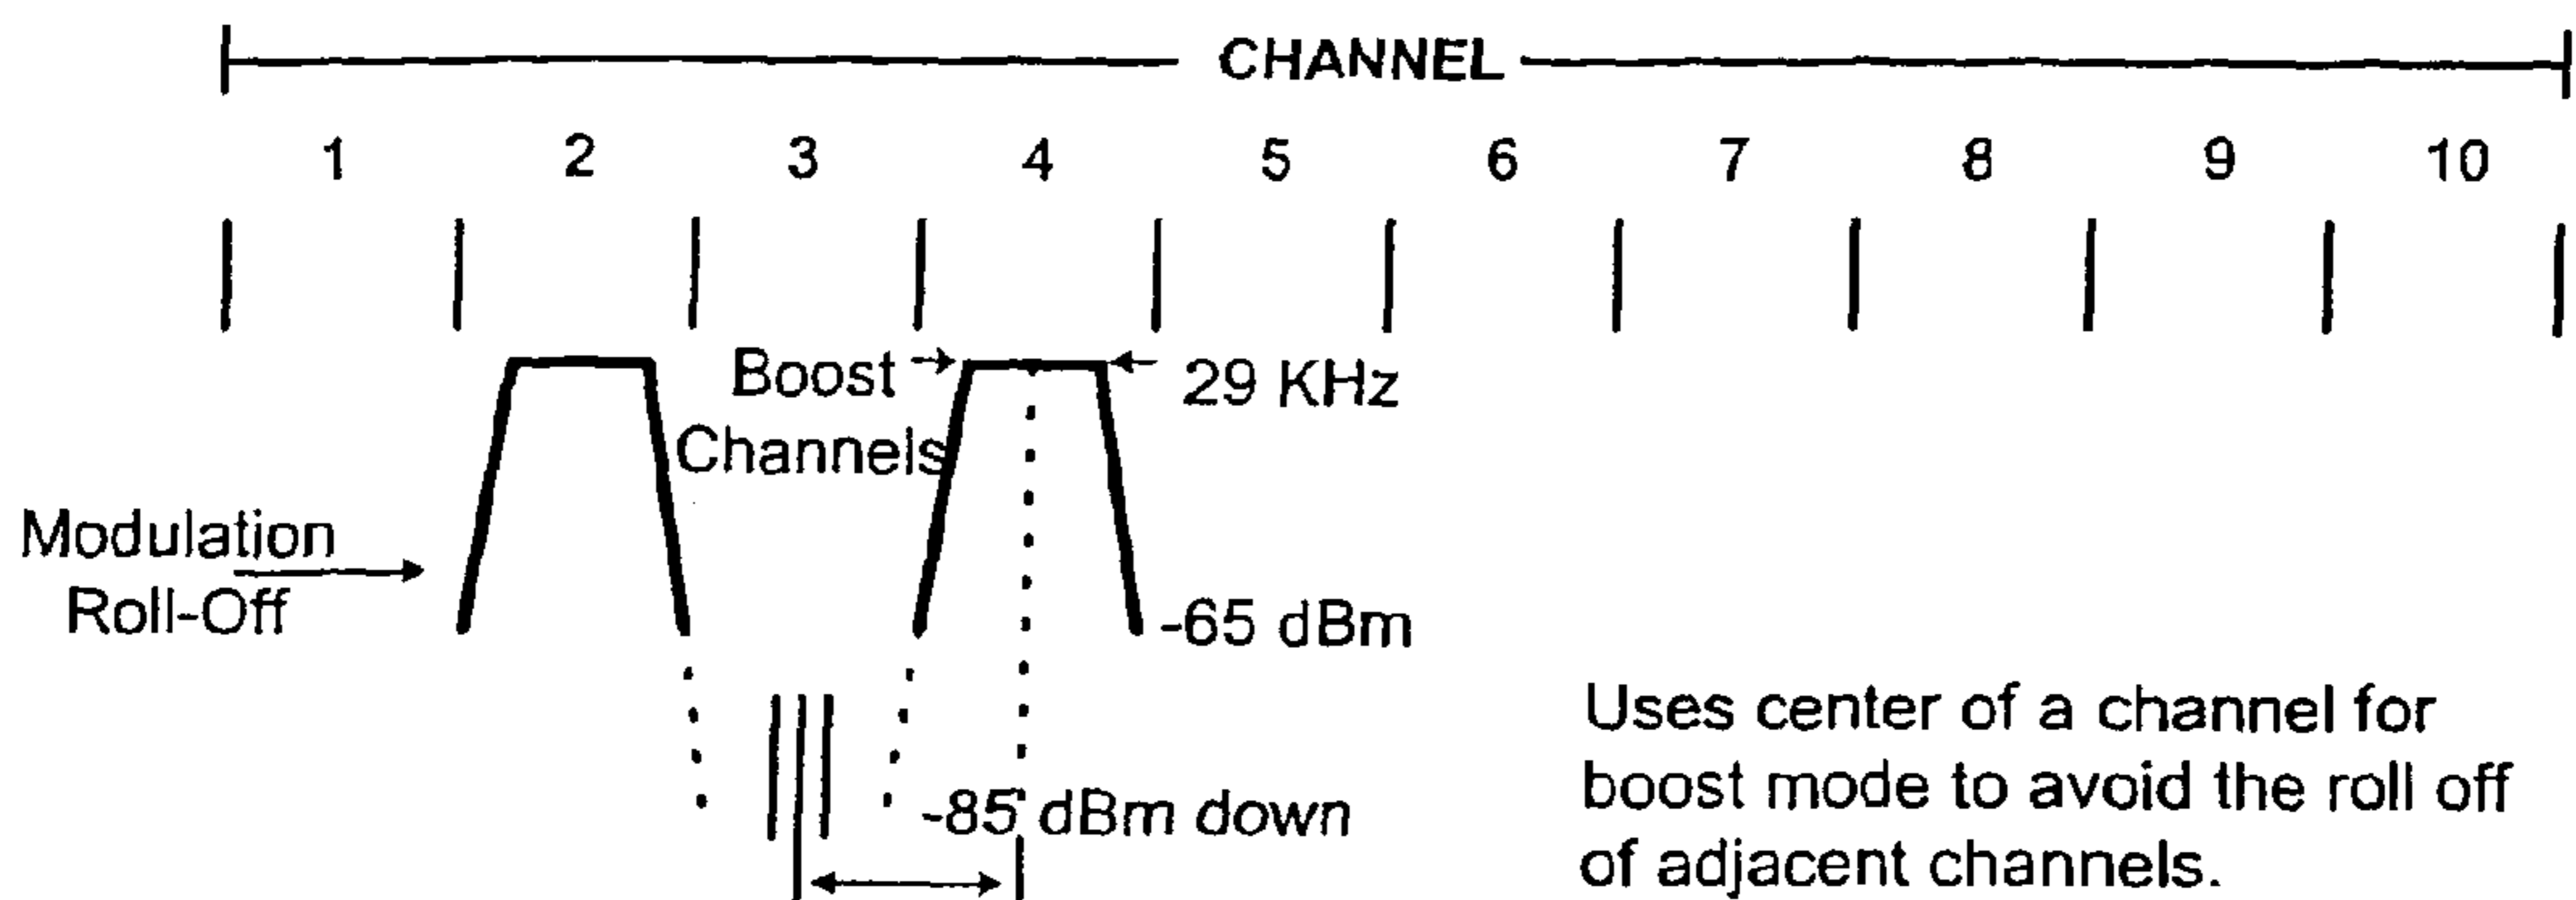 CHANNEL
1 2 3 4 5 6 7 8 9 10
Boost
Channels
29 KHz
Modulation
Roll-Off
-65 dBm
-85 dBm down
Uses center of a channel for
boost mode to avoid the roll off
of adjacent channels.